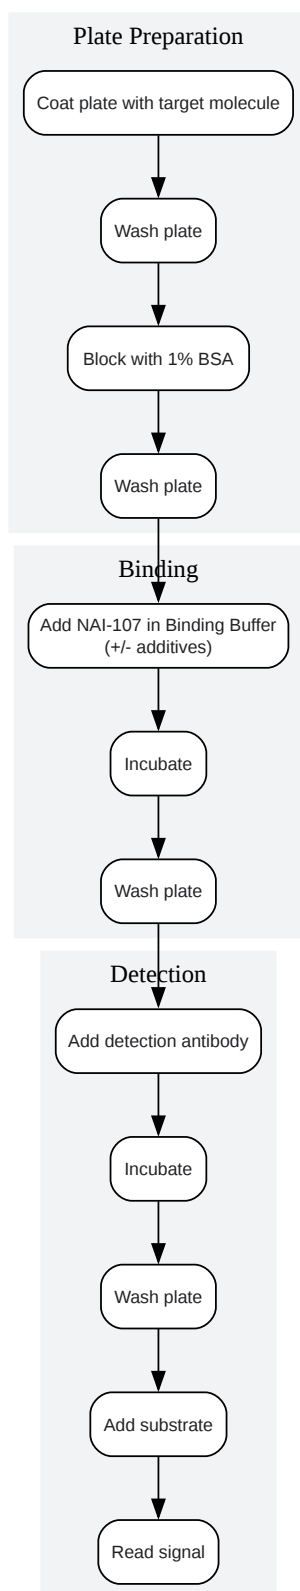 Plate Preparation
Coat plate with target molecule
Wash plate
Block with 1% BSA
Wash plate
Binding
Add NAI-107 in Binding Buffer
(+/- additives)
Incubate
Wash plate
Detection
Add detection antibody
Incubate
Wash plate
Add substrate
Read signal